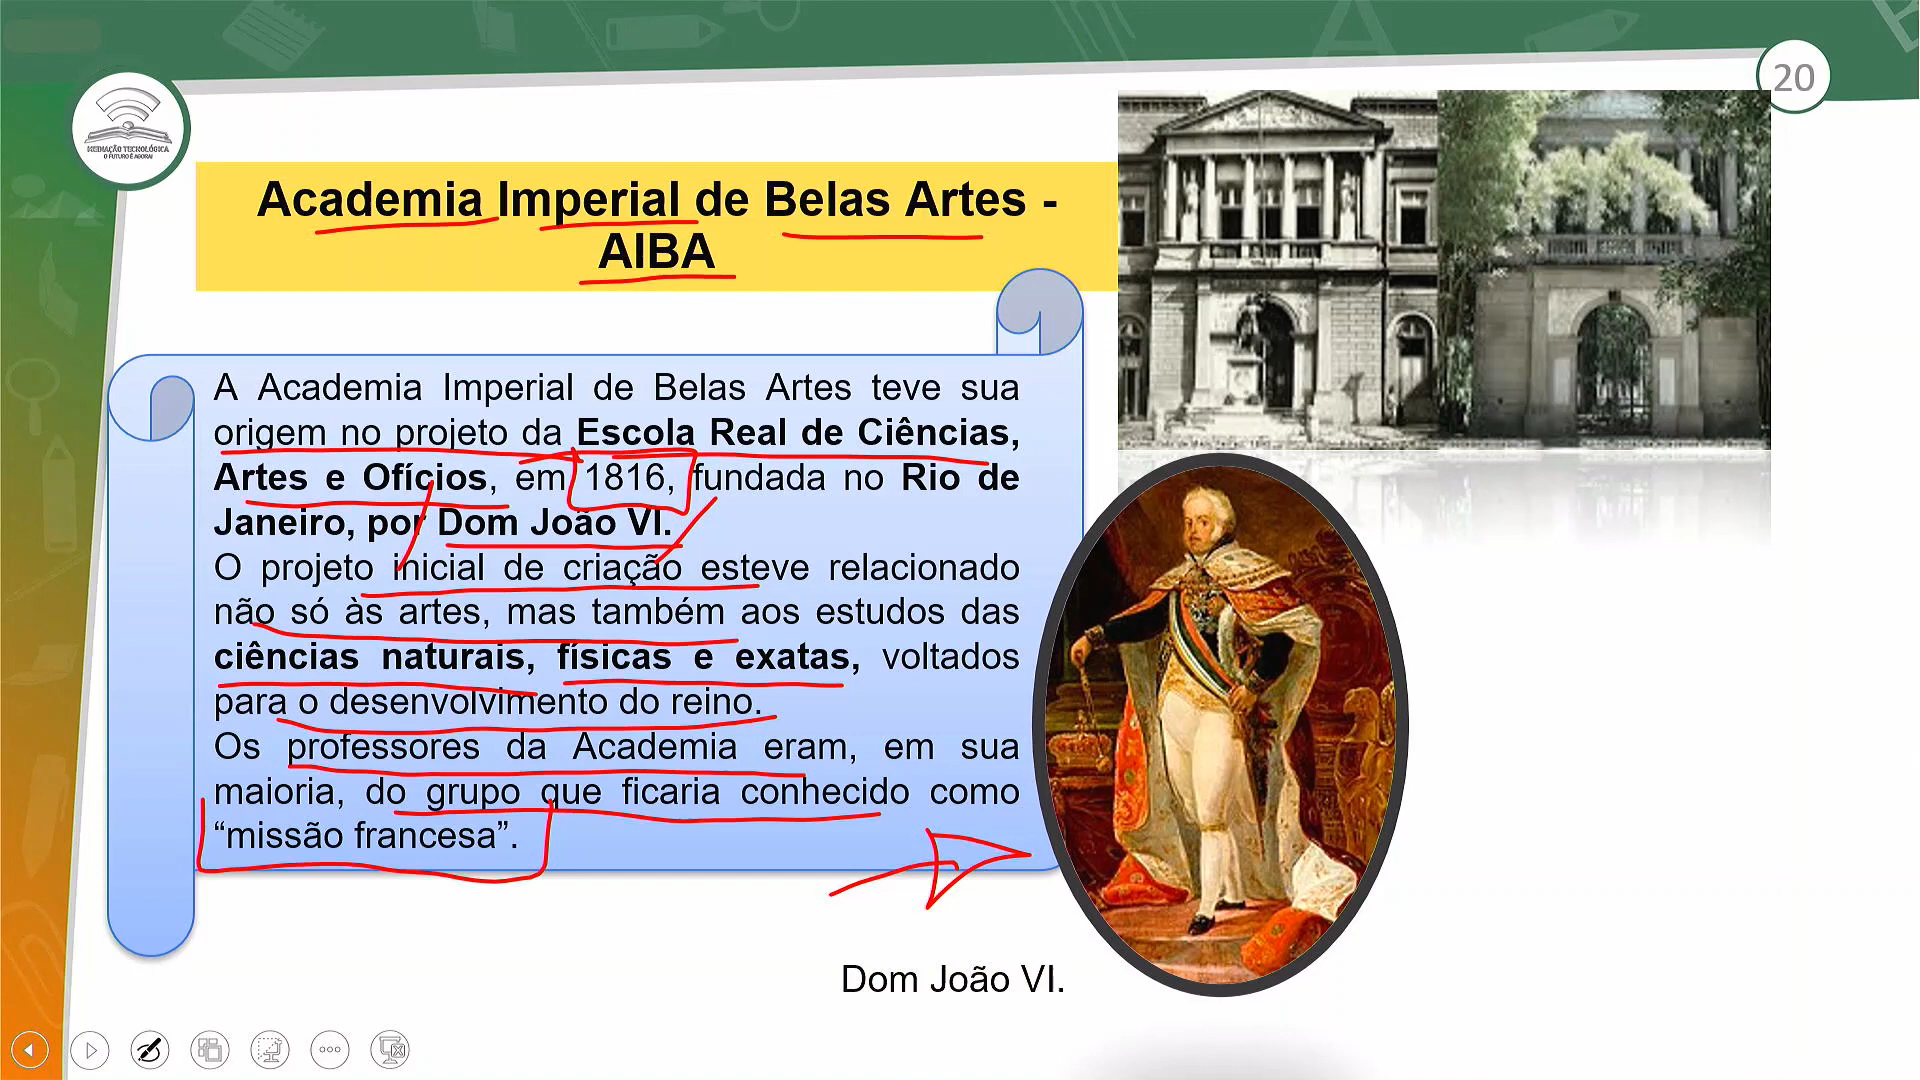 20
MEDIAÇÃO TECNOLÓGICA
O FUTURO É AGORA!
Academia Imperial de Belas Artes -
AIBA
A Academia Imperial de Belas Artes teve sua
origem no projeto da Escola Real de Ciências,
Artes e Ofícios, em 1816, fundada no Rio de
Janeiro, por Dom João VI.
O projeto inicial de criação esteve relacionado
não só às artes, mas também aos estudos das
ciências naturais, físicas e exatas, voltados
para o desenvolvimento do reino.
Os professores da Academia eram, em sua
maioria, do grupo que ficaria conhecido como
“missão francesa”.
Dom João VI.